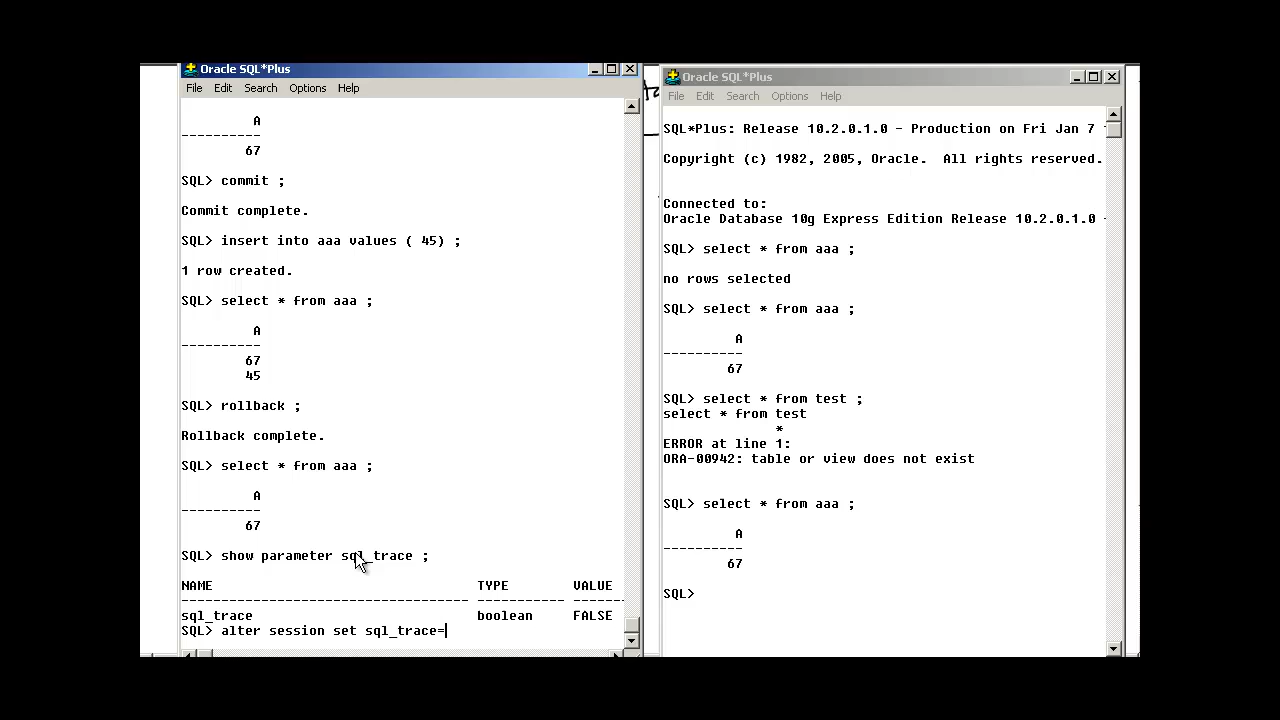 Oracle SQL*Plus
File Edit Search Options Help
A
----------
67
SQL> commit ;
Commit complete.
SQL> insert into aaa values ( 45) ;
1 row created.
SQL> select * from aaa ;
A
----------
67
45
SQL> rollback ;
Rollback complete.
SQL> select * from aaa ;
A
----------
67
SQL> show parameter sql_trace ;
NAME TYPE VALUE
------------------------------------ ----------- ------
sql_trace boolean FALSE
SQL> alter session set sql_trace=
Oracle SQL*Plus
File Edit Search Options Help
SQL*Plus: Release 10.2.0.1.0 - Production on Fri Jan 7
Copyright (c) 1982, 2005, Oracle. All rights reserved.
Connected to:
Oracle Database 10g Express Edition Release 10.2.0.1.0 -
SQL> select * from aaa ;
no rows selected
SQL> select * from aaa ;
A
----------
67
SQL> select * from test ;
select * from test
*
ERROR at line 1:
ORA-00942: table or view does not exist
SQL> select * from aaa ;
A
----------
67
SQL>